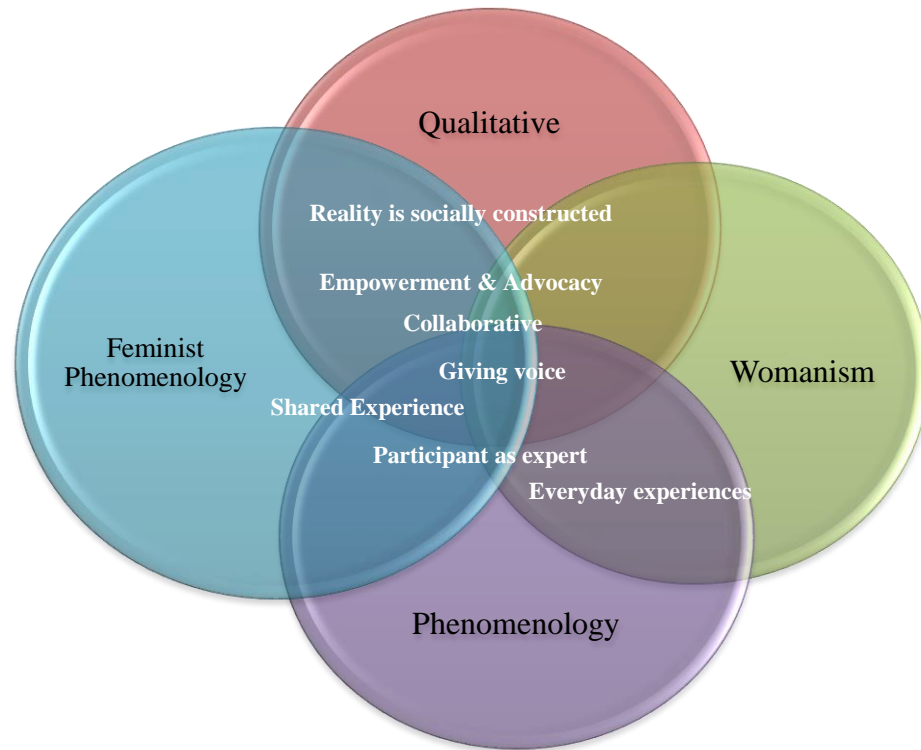 Qualitative
Reality is socially constructed
Empowerment & Advocacy
Collaborative
Feminist
Phenomenology
Giving voice
Womanism
Shared Experience
Participant as expert
Everyday experiences
Phenomenology